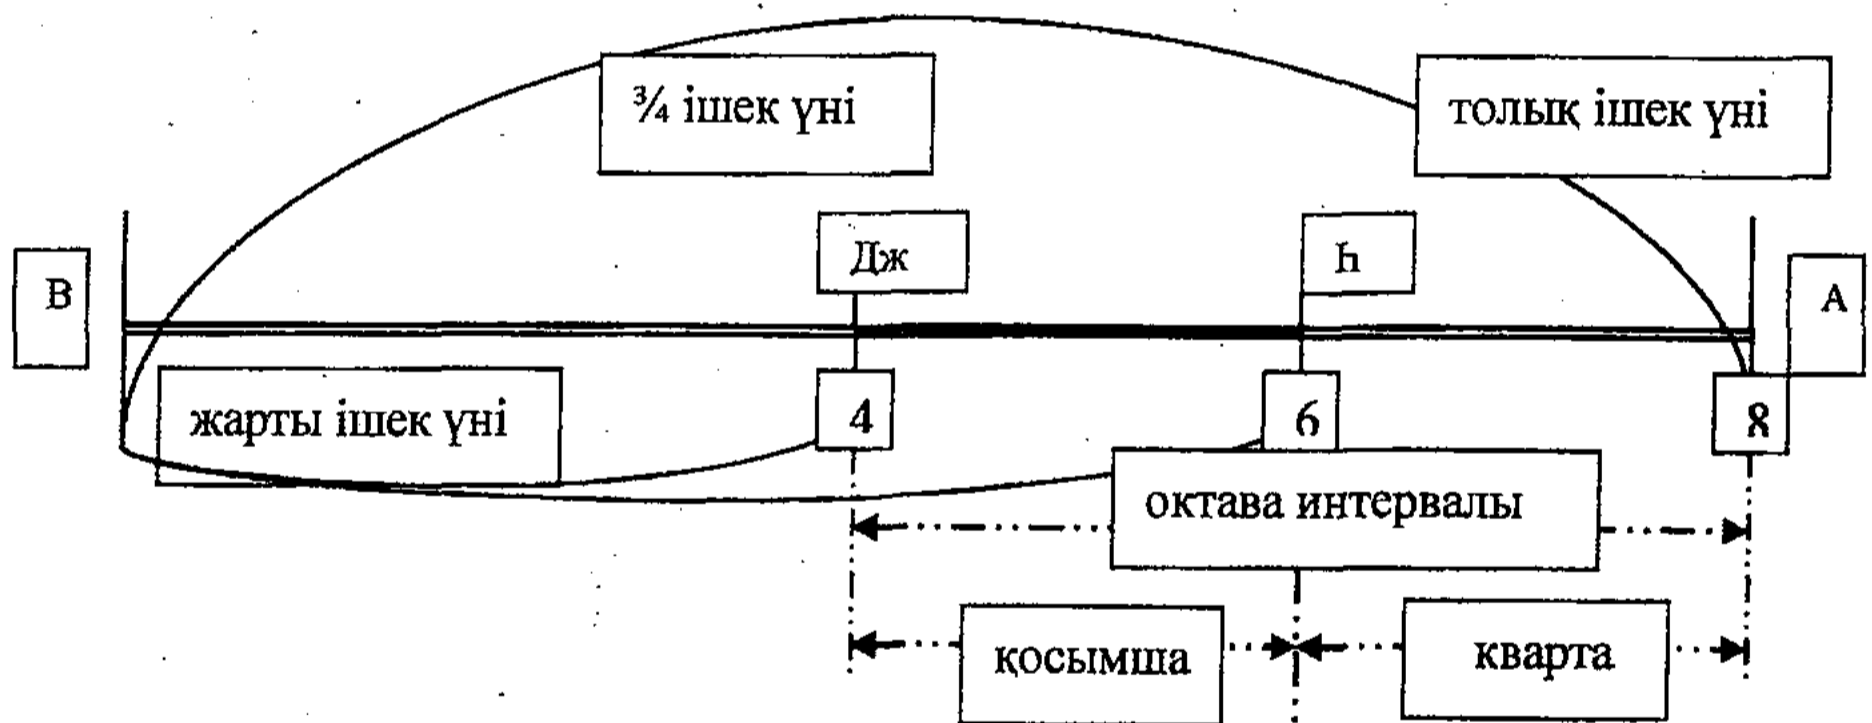 ¾ ішек үні
толық ішек үні
В
Дж
һ
А
жарты ішек үні
4
6
8
октава интервалы
қосымша
кварта